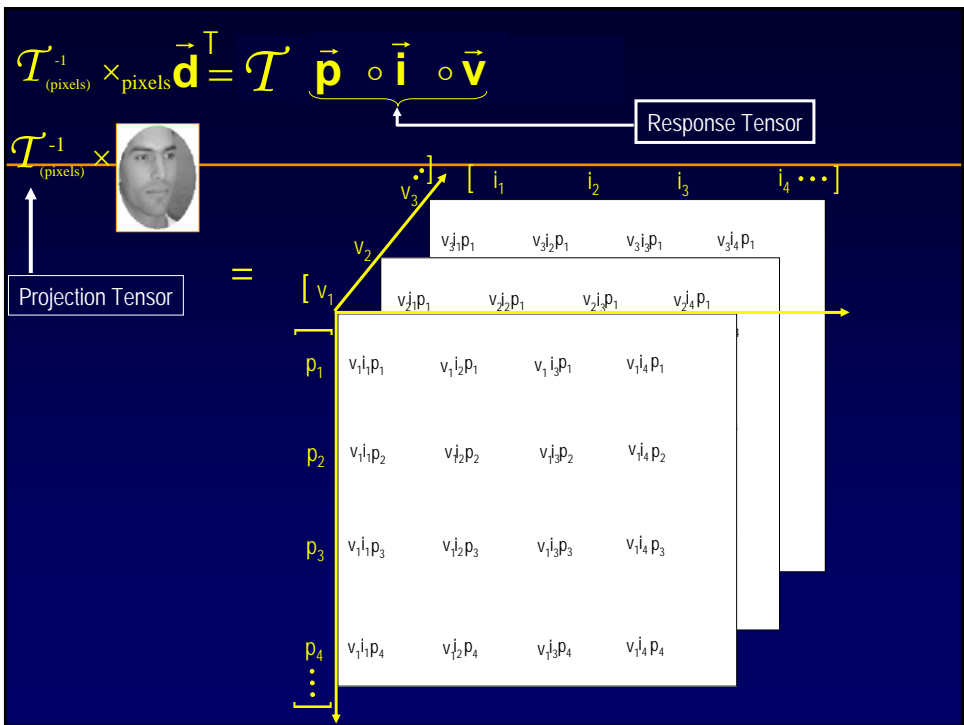 𝒯₍pixels₎⁻¹ ×pixels d⃗ᵀ = 𝒯 p⃗ ∘ i⃗ ∘ v⃗
Response Tensor
𝒯₍pixels₎⁻¹ ×
Projection Tensor
=
[ v₁ v₂ v₃ ⋰ ]
[ i₁ i₂ i₃ i₄ ⋯ ]
v₃i₁p₁ v₃i₂p₁ v₃i₃p₁ v₃i₄p₁
v₂i₁p₁ v₂i₂p₁ v₂i₃p₁ v₂i₄p₁
[ p₁ v₁i₁p₁ v₁i₂p₁ v₁i₃p₁ v₁i₄p₁
p₂ v₁i₁p₂ v₁i₂p₂ v₁i₃p₂ v₁i₄p₂
p₃ v₁i₁p₃ v₁i₂p₃ v₁i₃p₃ v₁i₄p₃
p₄ v₁i₁p₄ v₁i₂p₄ v₁i₃p₄ v₁i₄p₄
⋮ ]